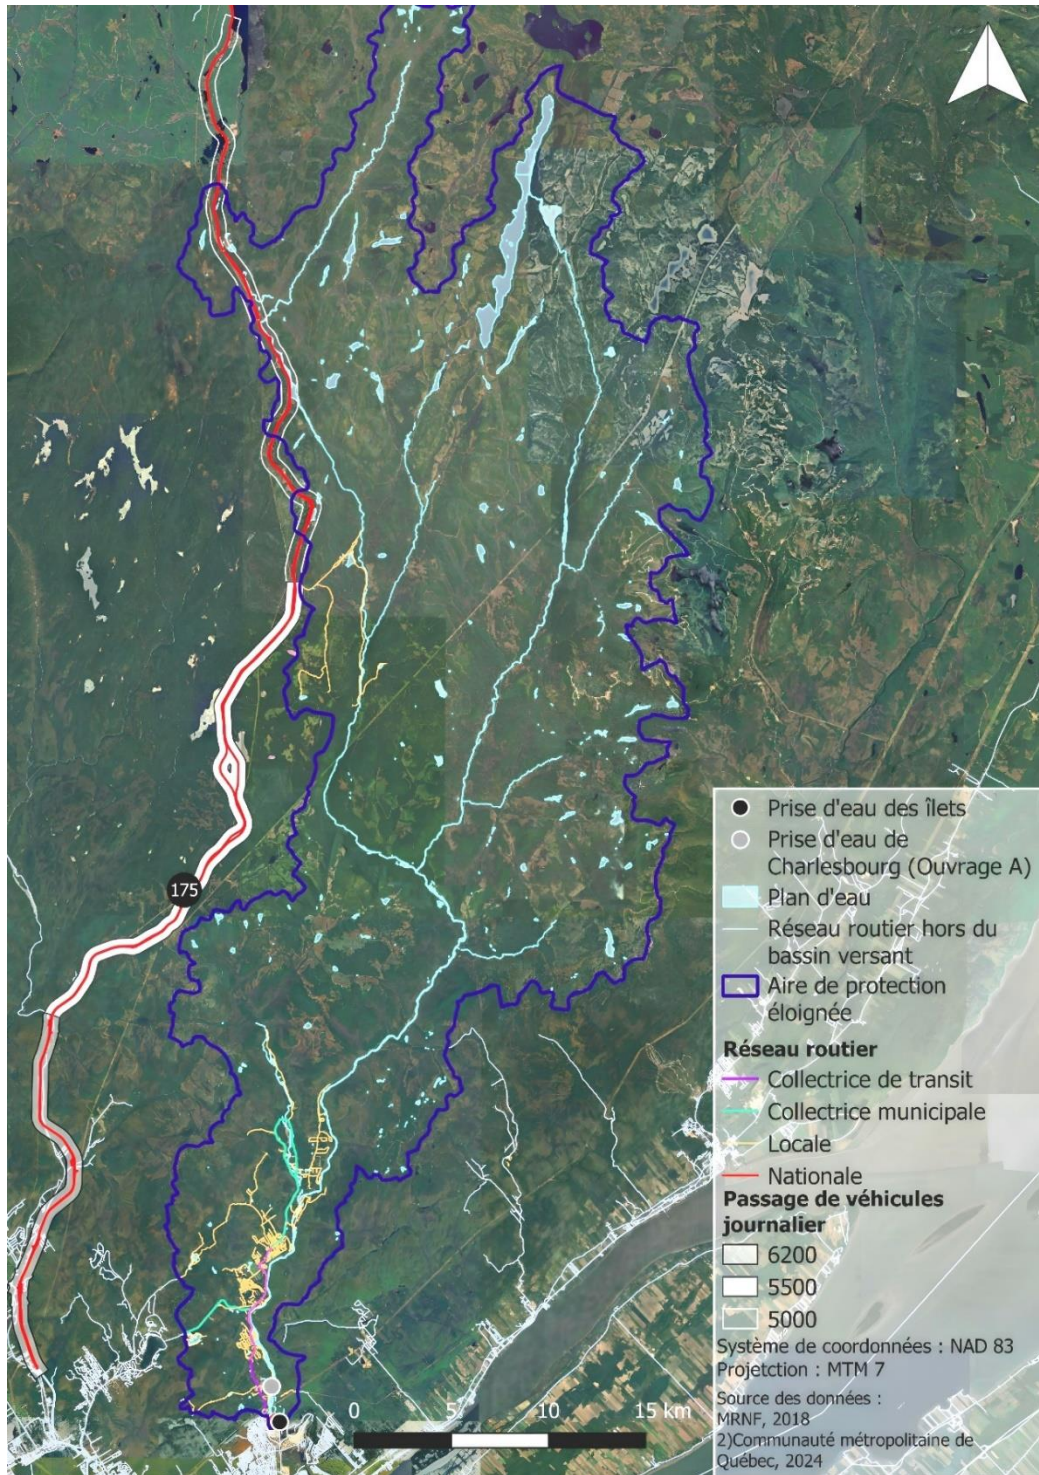 175
Prise d'eau des îlets
Prise d'eau de
Charlesbourg (Ouvrage A)
Plan d'eau
Réseau routier hors du
bassin versant
Aire de protection
éloignée
Réseau routier
Collectrice de transit
Collectrice municipale
Locale
Nationale
Passage de véhicules
journalier
6200
5500
5000
Système de coordonnées : NAD 83
Projetction : MTM 7
Source des données :
MRNF, 2018
2)Communauté métropolitaine de
Québec, 2024
0 5 10 15 km